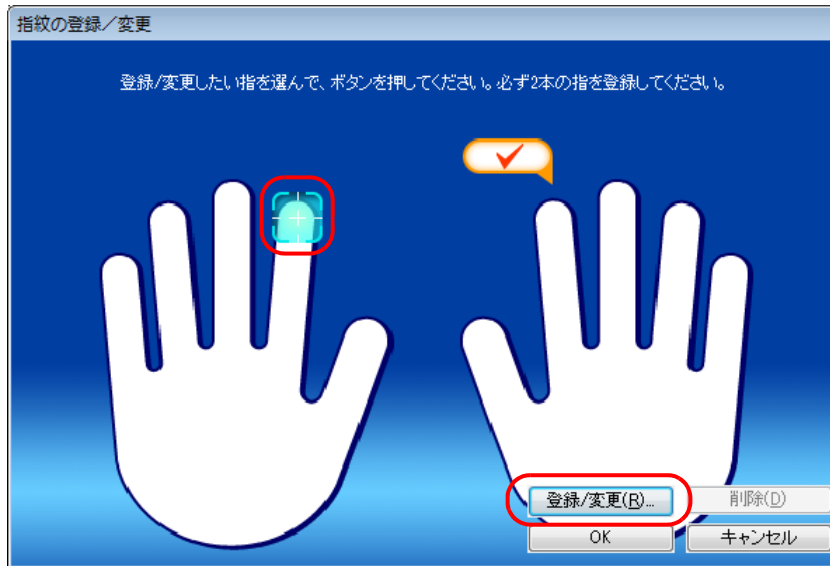 指紋の登録／変更
登録/変更したい指を選んで、ボタンを押してください。必ず2本の指を登録してください。
登録/変更(R)...
削除(D)
OK
キャンセル